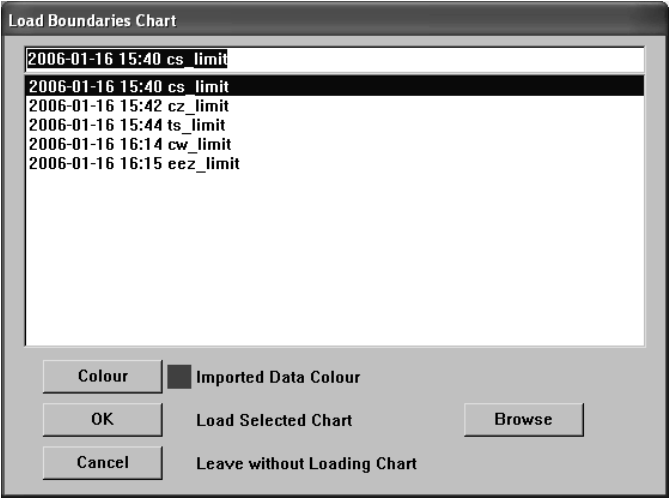 Load Boundaries Chart
2006-01-16 15:40 cs_limit
2006-01-16 15:40 cs_limit
2006-01-16 15:42 cz_limit
2006-01-16 15:44 ts_limit
2006-01-16 16:14 cw_limit
2006-01-16 16:15 eez_limit
Colour Imported Data Colour
OK Load Selected Chart Browse
Cancel Leave without Loading Chart